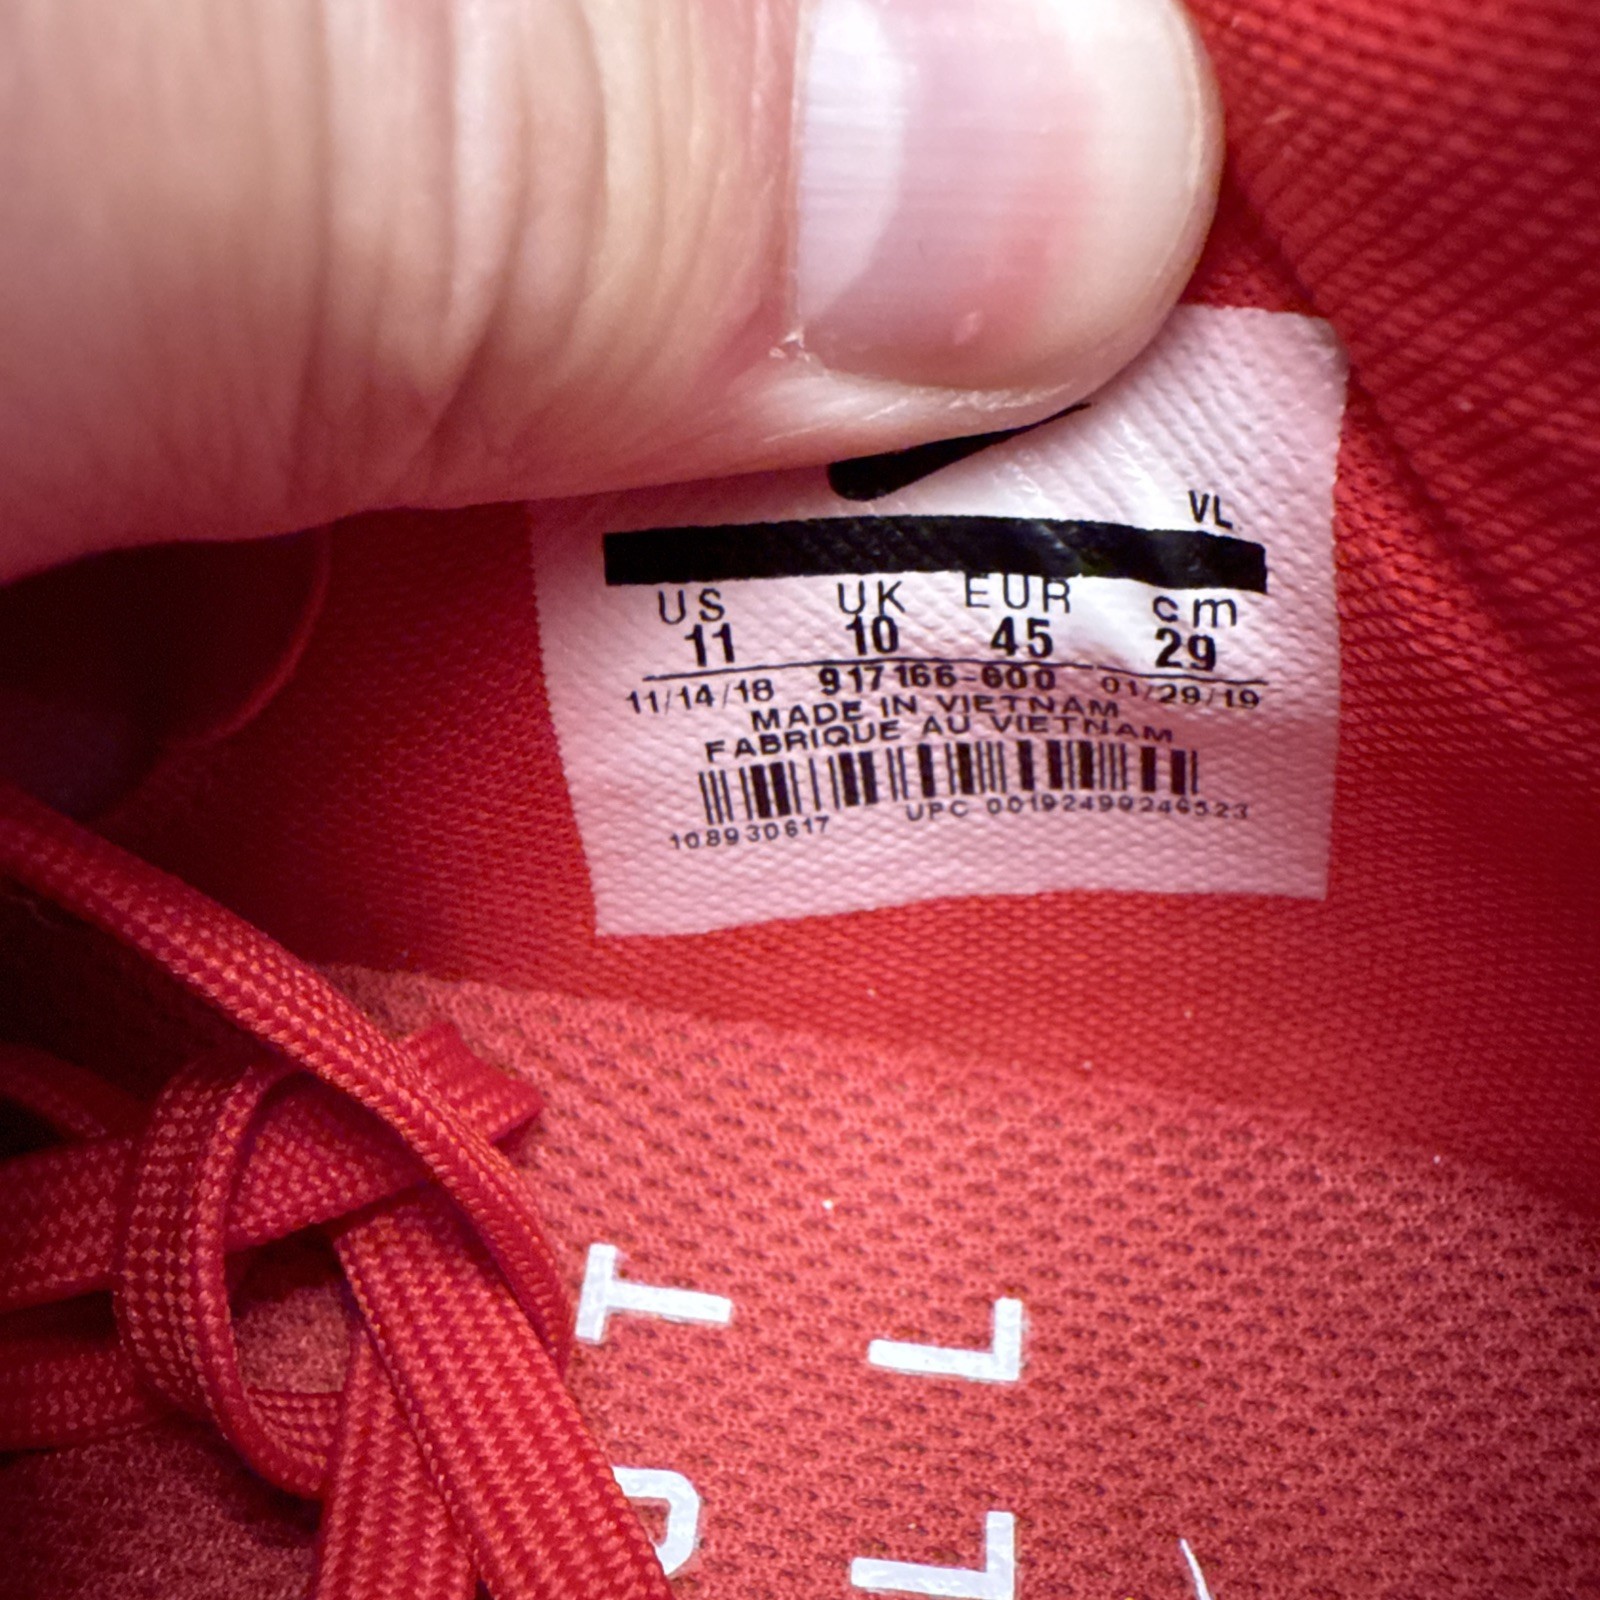 VL
US UK EUR cm
11 10 45 29
11/14/18 917166-600 01/29/19
MADE IN VIETNAM
FABRIQUE AU VIETNAM
UPC 00192499246523
108930617
T L
L